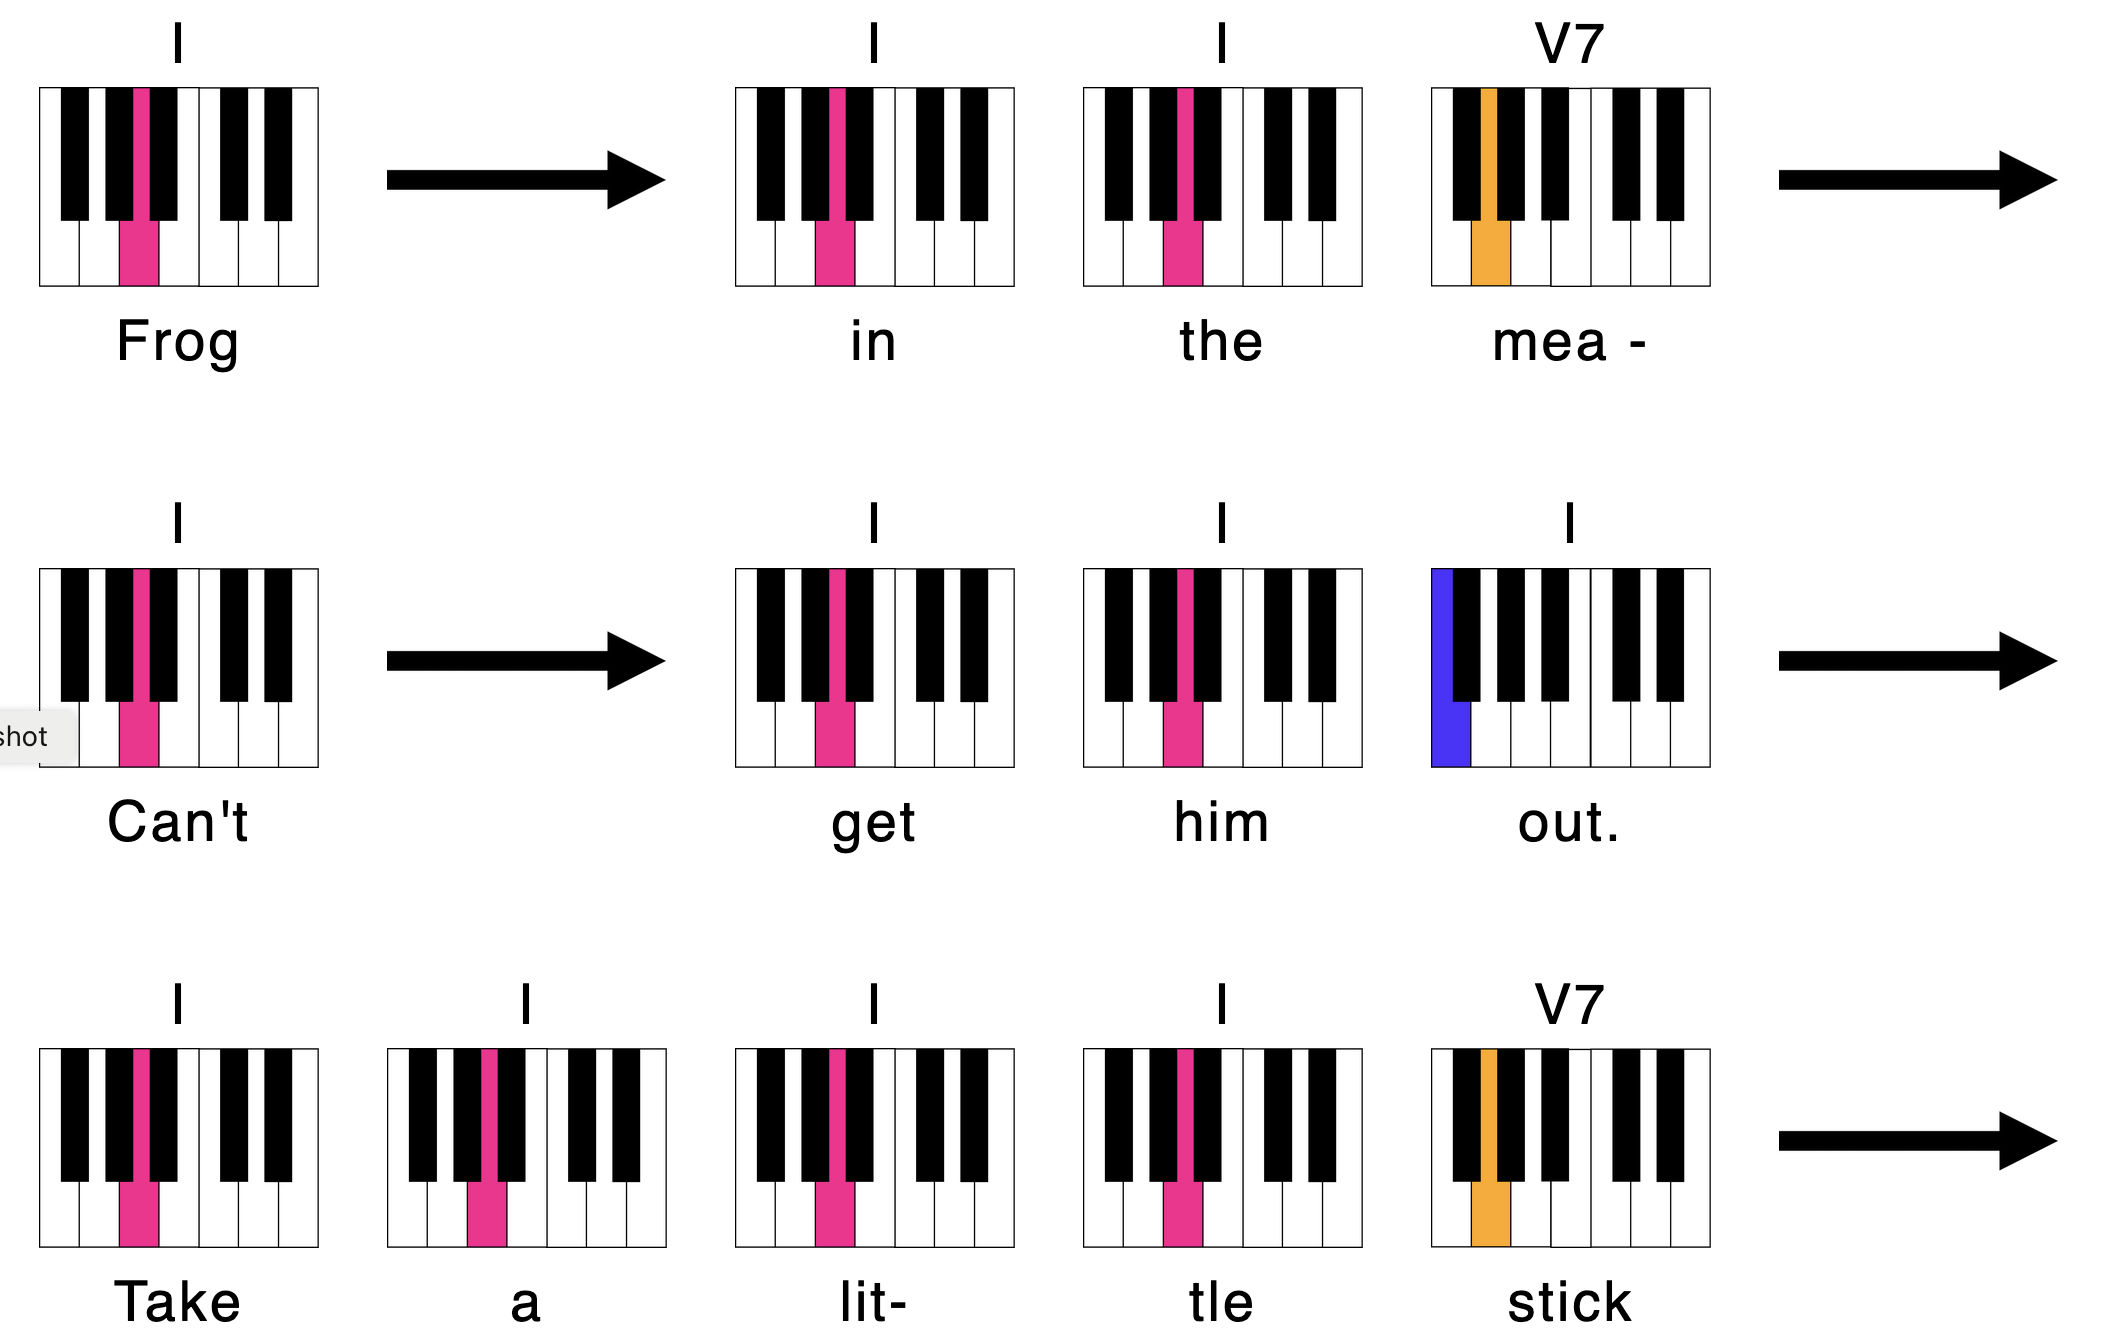 I I I V7
Frog in the mea -
I I I I
shot
Can't get him out.
I I I I V7
Take a lit- tle stick